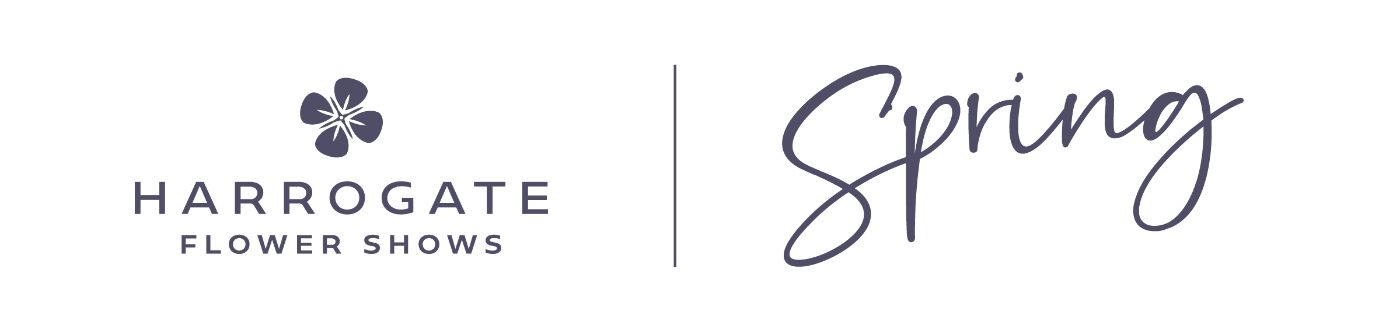 HARROGATE
FLOWER SHOWS
Spring